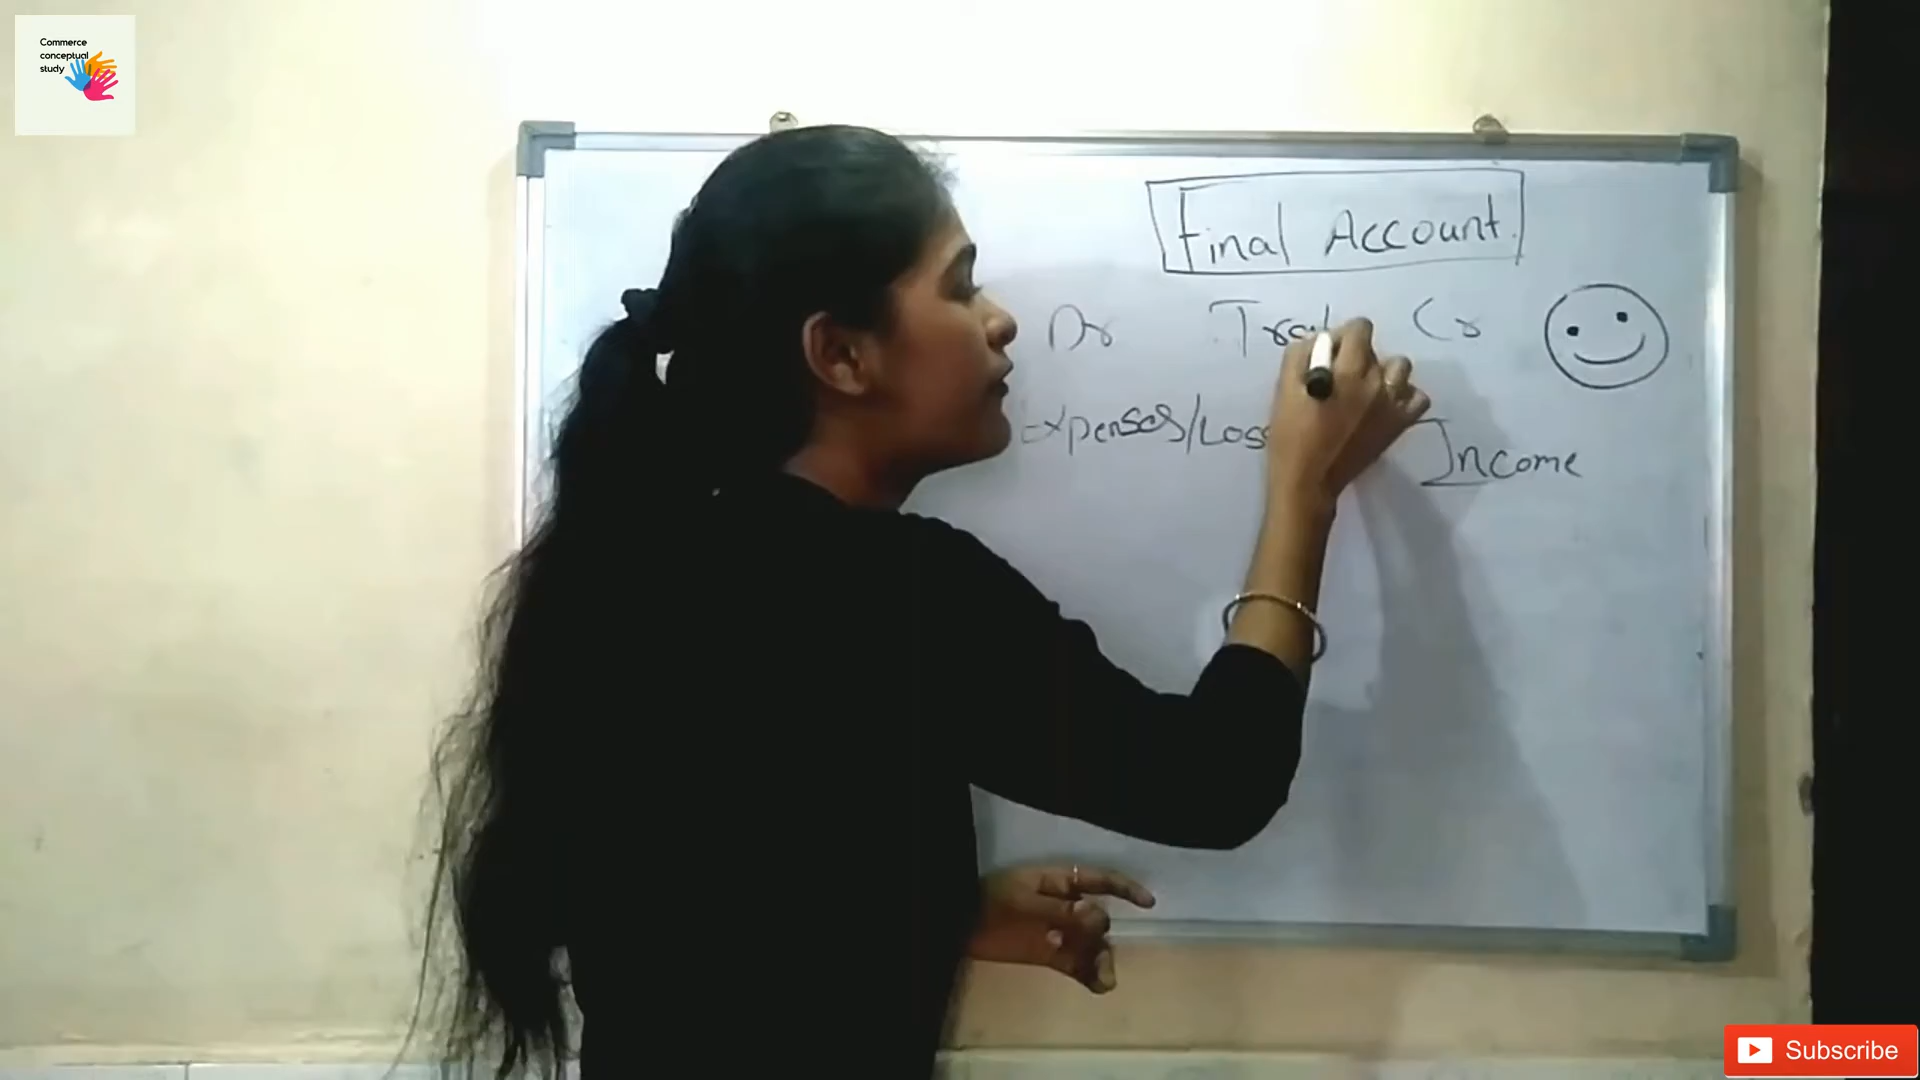 Commerce
conceptual
study
Final Account.
Dr Cr
Expenses/Loss
Income
Subscribe